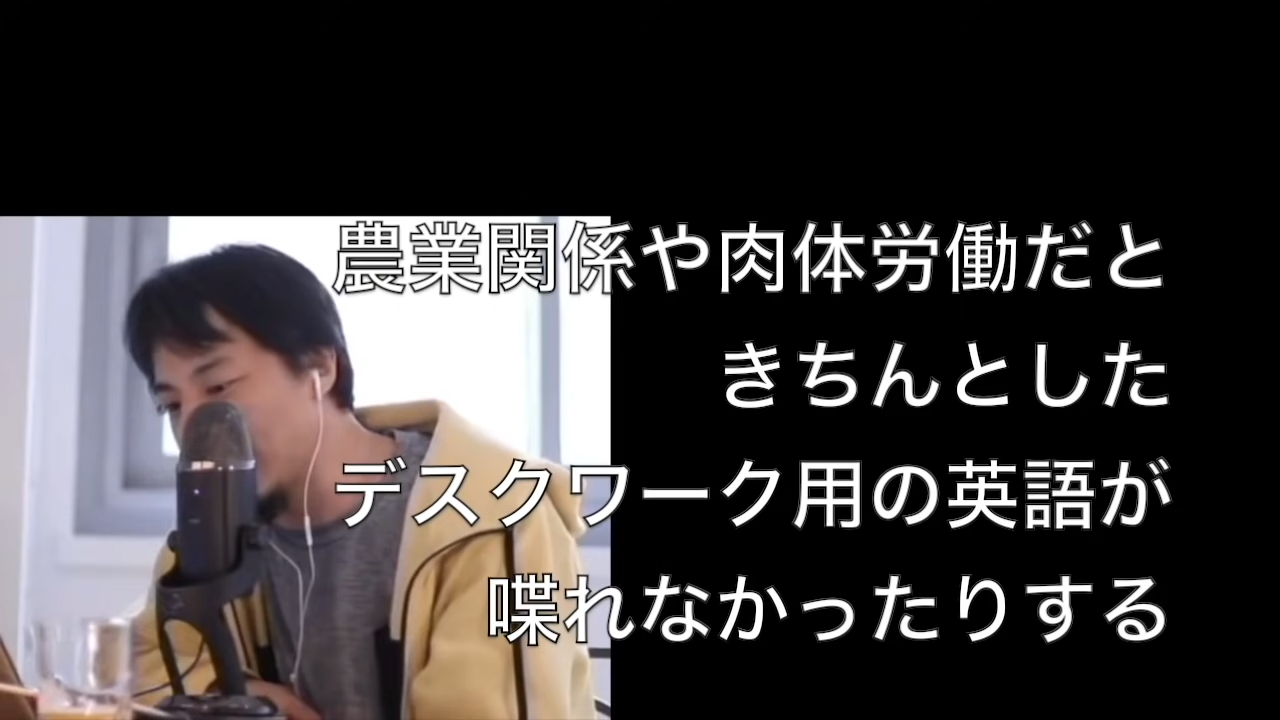 農業関係や肉体労働だと
きちんとした
デスクワーク用の英語が
喋れなかったりする